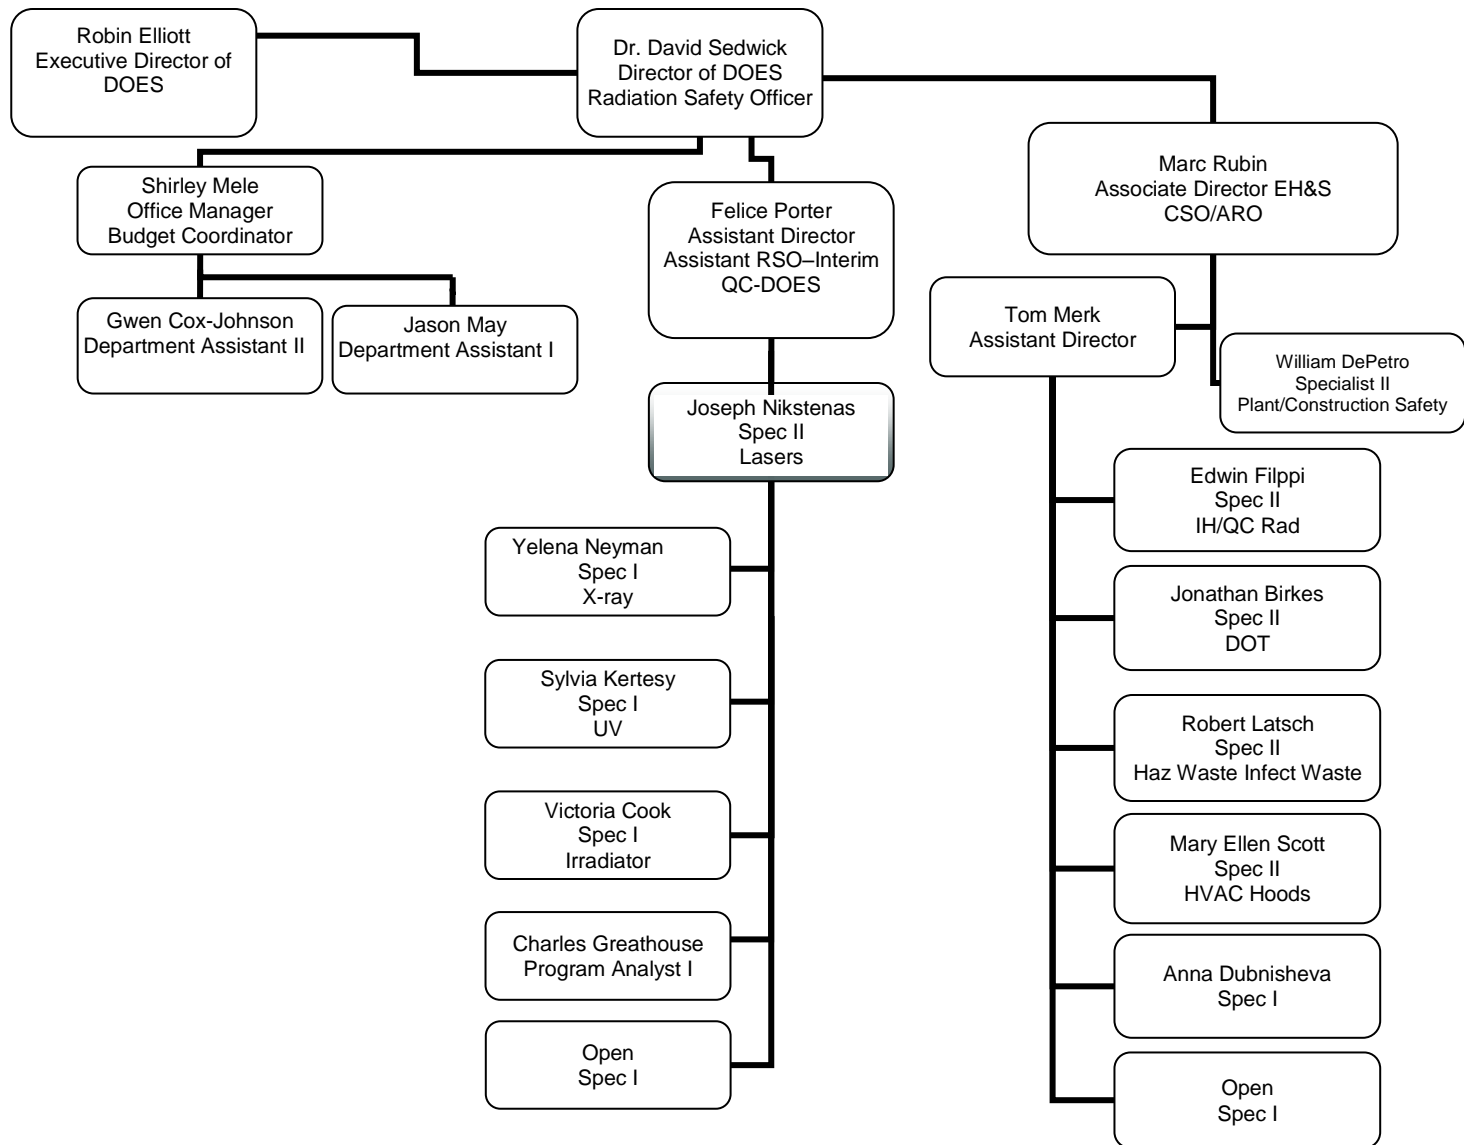 Robin Elliott
Executive Director of
DOES
Dr. David Sedwick
Director of DOES
Radiation Safety Officer
Marc Rubin
Associate Director EH&S
CSO/ARO
Shirley Mele
Office Manager
Budget Coordinator
Felice Porter
Assistant Director
Assistant RSO–Interim
QC-DOES
Gwen Cox-Johnson
Department Assistant II
Jason May
Department Assistant I
Tom Merk
Assistant Director
William DePetro
Specialist II
Plant/Construction Safety
Joseph Nikstenas
Spec II
Lasers
Yelena Neyman
Spec I
X-ray
Sylvia Kertesy
Spec I
UV
Victoria Cook
Spec I
Irradiator
Charles Greathouse
Program Analyst I
Open
Spec I
Edwin Filppi
Spec II
IH/QC Rad
Jonathan Birkes
Spec II
DOT
Robert Latsch
Spec II
Haz Waste Infect Waste
Mary Ellen Scott
Spec II
HVAC Hoods
Anna Dubnisheva
Spec I
Open
Spec I